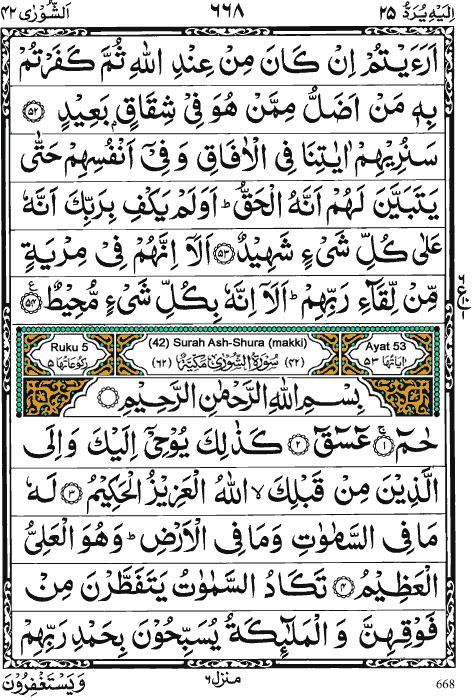 اِلَيْهِ يُرَدُّ ٢٥ ٦٦٨ اَلشُّوْرٰى ٤٢
اَرَءَيْتُمْ اِنْ كَانَ مِنْ عِنْدِ اللّٰهِ ثُمَّ كَفَرْتُمْ
بِهٖ مَنْ اَضَلُّ مِمَّنْ هُوَ فِىْ شِقَاقٍۭ بَعِيْدٍ ﴿٥٢﴾
سَنُرِيْهِمْ اٰيٰتِنَا فِى الْاٰفَاقِ وَ فِىْٓ اَنْفُسِهِمْ حَتّٰى
يَتَبَيَّنَ لَهُمْ اَنَّهُ الْحَقُّ ؕ اَوَلَمْ يَكْفِ بِرَبِّكَ اَنَّهٗ
عَلٰى كُلِّ شَىْءٍ شَهِيْدٌ ﴿٥٣﴾ اَلَاۤ اِنَّهُمْ فِىْ مِرْيَةٍ
مِّنْ لِّقَآءِ رَبِّهِمْ ؕ اَلَاۤ اِنَّهٗ بِكُلِّ شَىْءٍ مُّحِيْطٌ ﴿٥٤﴾
Ruku 5 (42) Surah Ash-Shura (makki) Ayat 53
اٰيَاتُهَا ٥٣ (٤٢) سُوْرَةُ الشُّوْرٰى مَكِّيَّةٌ (٦٢) رُكُوْعَاتُهَا ٥
بِسْمِ اللّٰهِ الرَّحْمٰنِ الرَّحِيْمِ
حٰمٓ ﴿١﴾ عٓسٓقٓ ﴿٢﴾ كَذٰلِكَ يُوْحِىْٓ اِلَيْكَ وَاِلَى
الَّذِيْنَ مِنْ قَبْلِكَ ۙ اللّٰهُ الْعَزِيْزُ الْحَكِيْمُ ﴿٣﴾ لَهٗ
مَا فِى السَّمٰوٰتِ وَمَا فِى الْاَرْضِ ؕ وَهُوَ الْعَلِىُّ
الْعَظِيْمُ ﴿٤﴾ تَكَادُ السَّمٰوٰتُ يَتَفَطَّرْنَ مِنْ
فَوْقِهِنَّ وَ الْمَلٰٓئِكَةُ يُسَبِّحُوْنَ بِحَمْدِ رَبِّهِمْ
وَيَسْتَغْفِرُوْنَ منزل ٦ 668